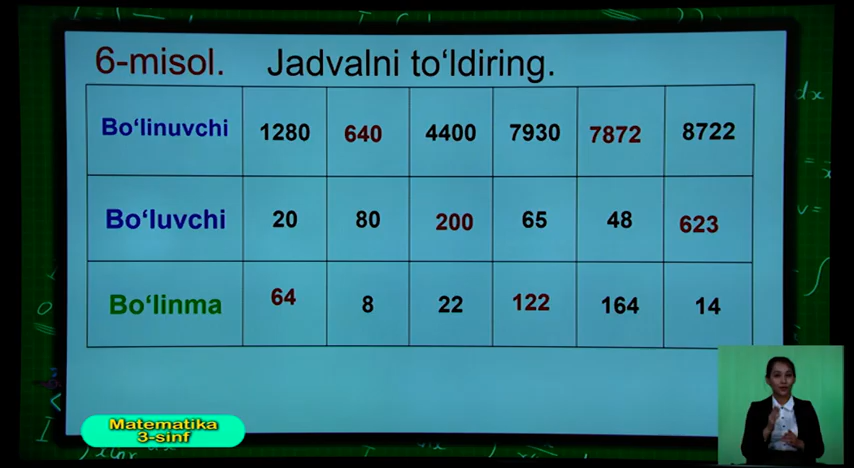 6-misol. Jadvalni to‘ldiring.
Bo‘linuvchi 1280 640 4400 7930 7872 8722
Bo‘luvchi 20 80 200 65 48 623
Bo‘linma 64 8 22 122 164 14
Matematika
3-sinf